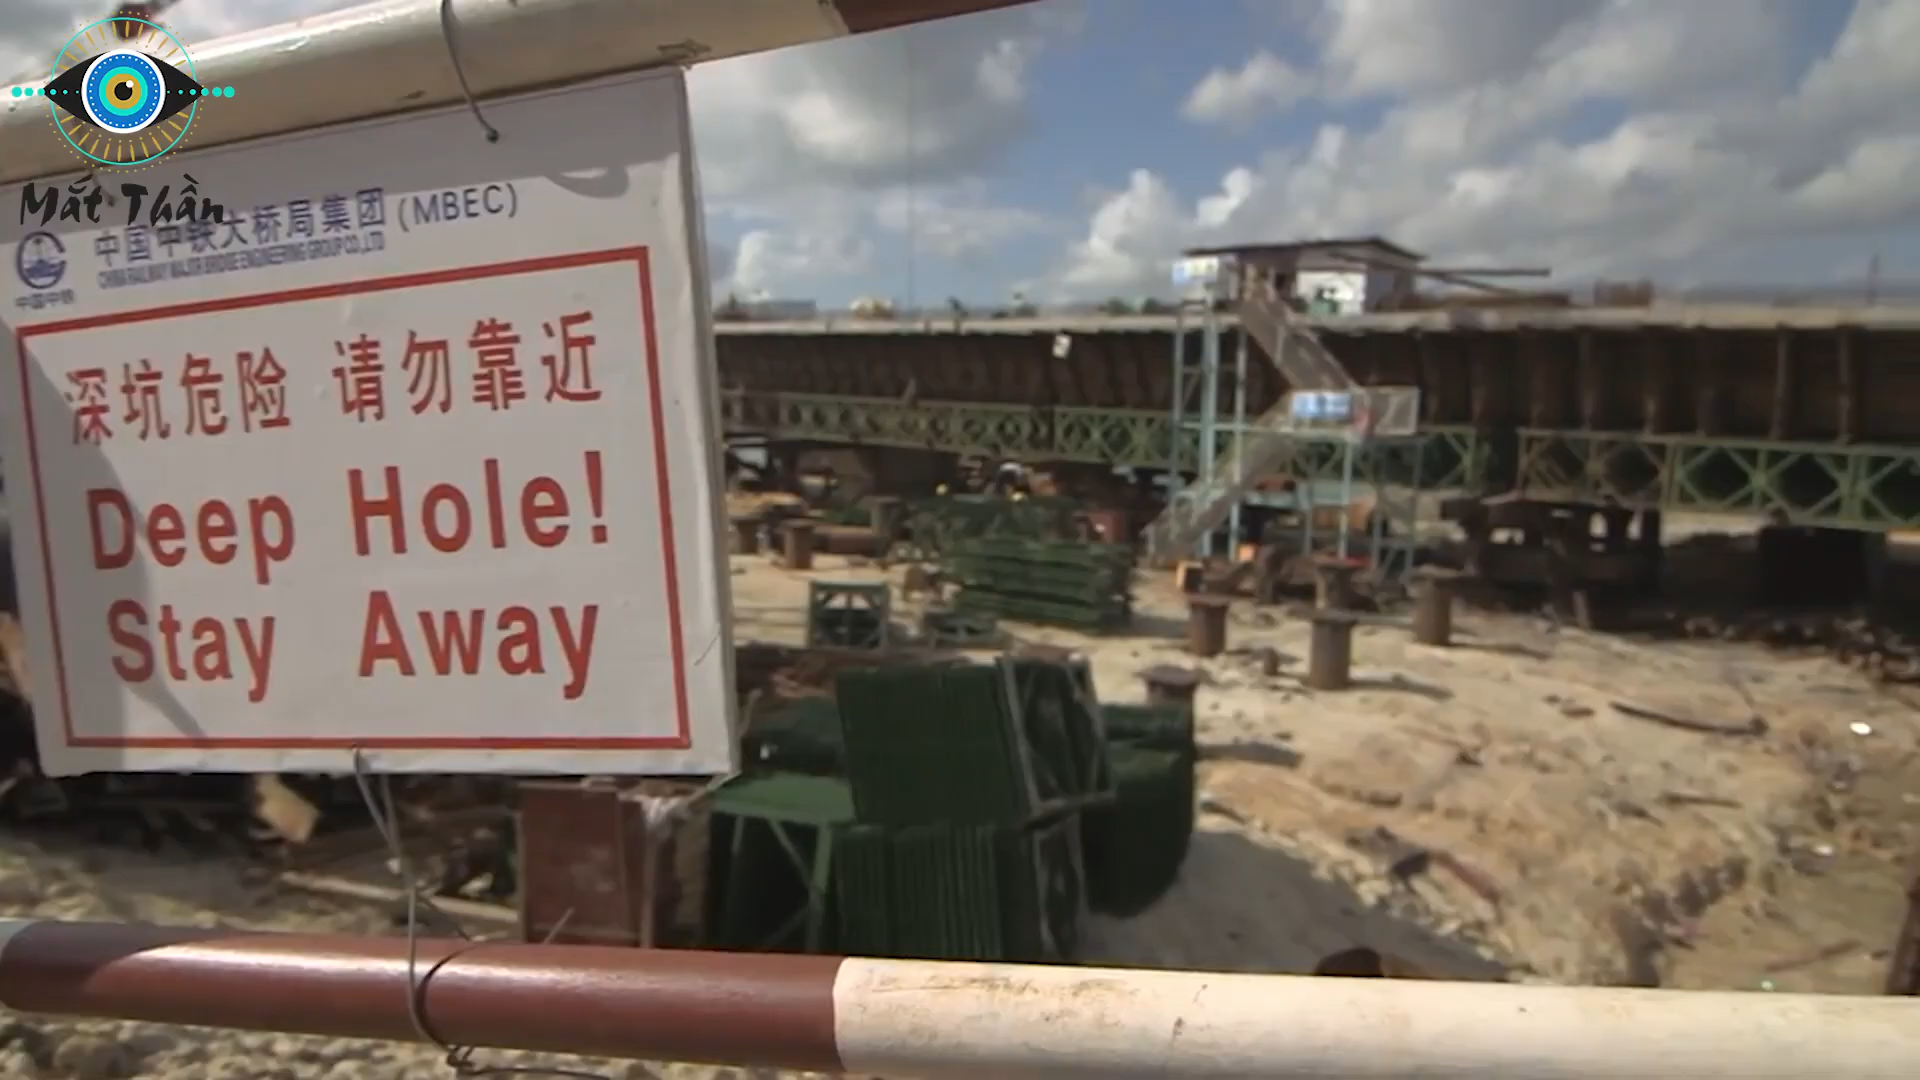 Mắt Thần
中国中铁大桥局集团 (MBEC)
CHINA RAILWAY MAJOR BRIDGE ENGINEERING GROUP CO.,LTD
中国中铁
深坑危险 请勿靠近
Deep Hole!
Stay Away